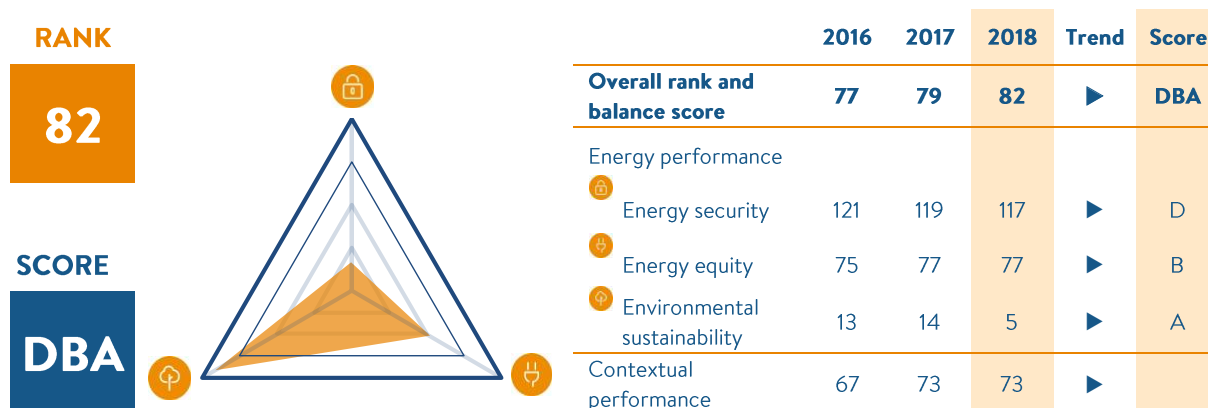 RANK
82
SCORE
DBA
2016 2017 2018 Trend Score
Overall rank and
balance score 77 79 82 ▶ DBA
Energy performance
Energy security 121 119 117 ▶ D
Energy equity 75 77 77 ▶ B
Environmental
sustainability 13 14 5 ▶ A
Contextual
performance 67 73 73 ▶